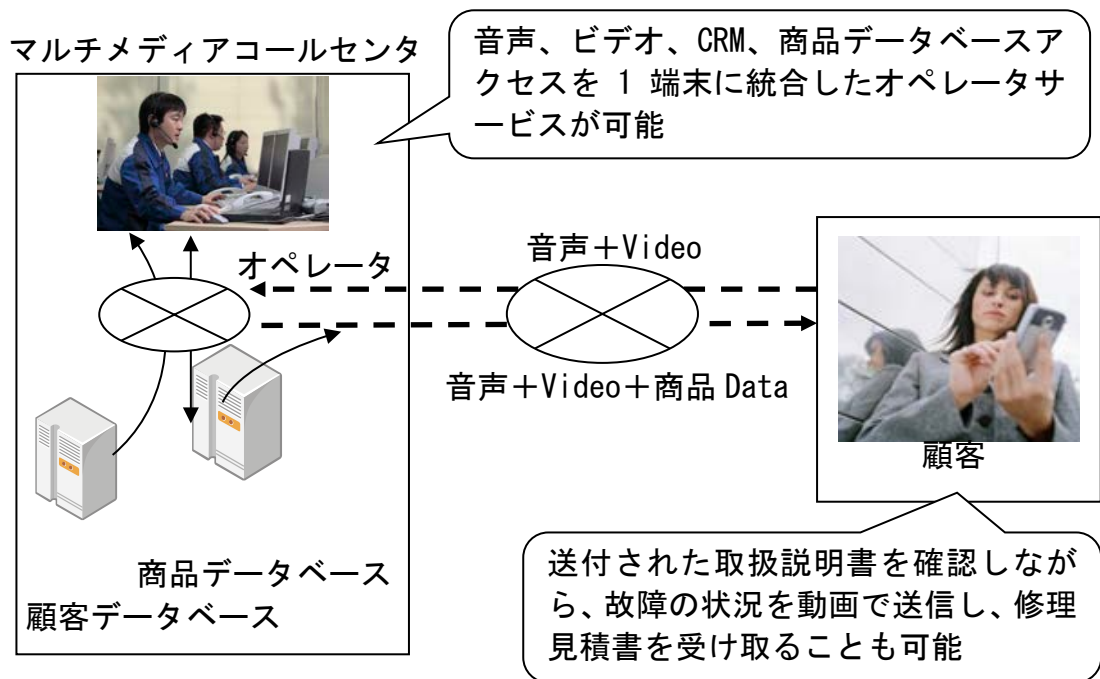 マルチメディアコールセンタ
音声、ビデオ、CRM、商品データベースア
クセスを 1 端末に統合したオペレータサ
ービスが可能
オペレータ
音声＋Video
音声＋Video＋商品 Data
顧客
商品データベース
顧客データベース
送付された取扱説明書を確認しなが
ら、故障の状況を動画で送信し、修理
見積書を受け取ることも可能